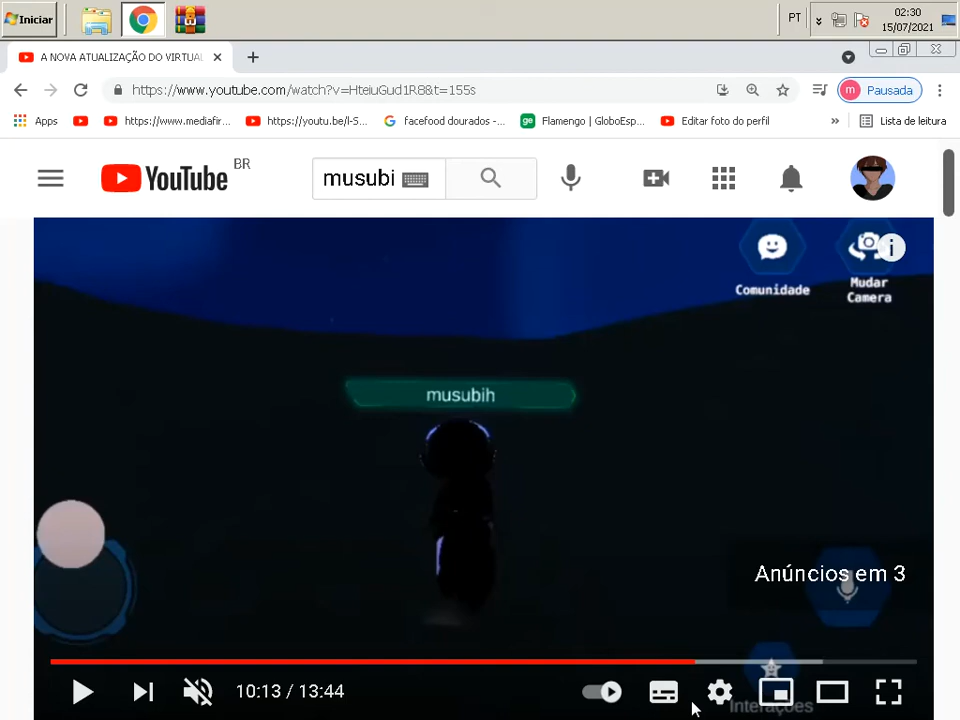 Iniciar
PT
02:30
15/07/2021
A NOVA ATUALIZAÇÃO DO VIRTUAL
https://www.youtube.com/watch?v=HteiuGud1R8&t=155s
m Pausada
Apps
https://www.mediafir...
https://youtu.be/l-S...
G facefood dourados -...
ge Flamengo | GloboEsp...
Editar foto do perfil
»
Lista de leitura
YouTube BR
musubi
Comunidade
Mudar
Camera
i
musubih
Anúncios em 3
10:13 / 13:44
Interações